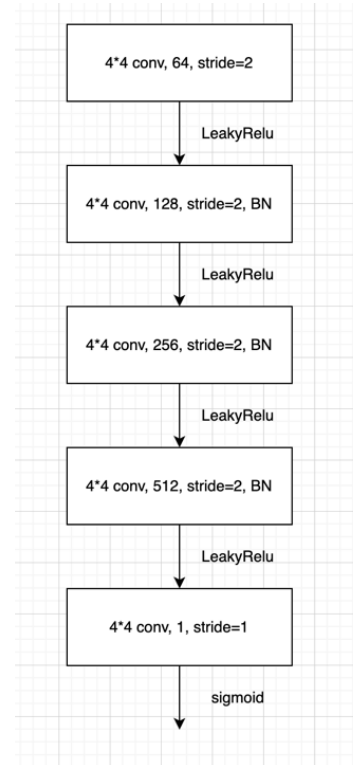 4*4 conv, 64, stride=2
LeakyRelu
4*4 conv, 128, stride=2, BN
LeakyRelu
4*4 conv, 256, stride=2, BN
LeakyRelu
4*4 conv, 512, stride=2, BN
LeakyRelu
4*4 conv, 1, stride=1
sigmoid